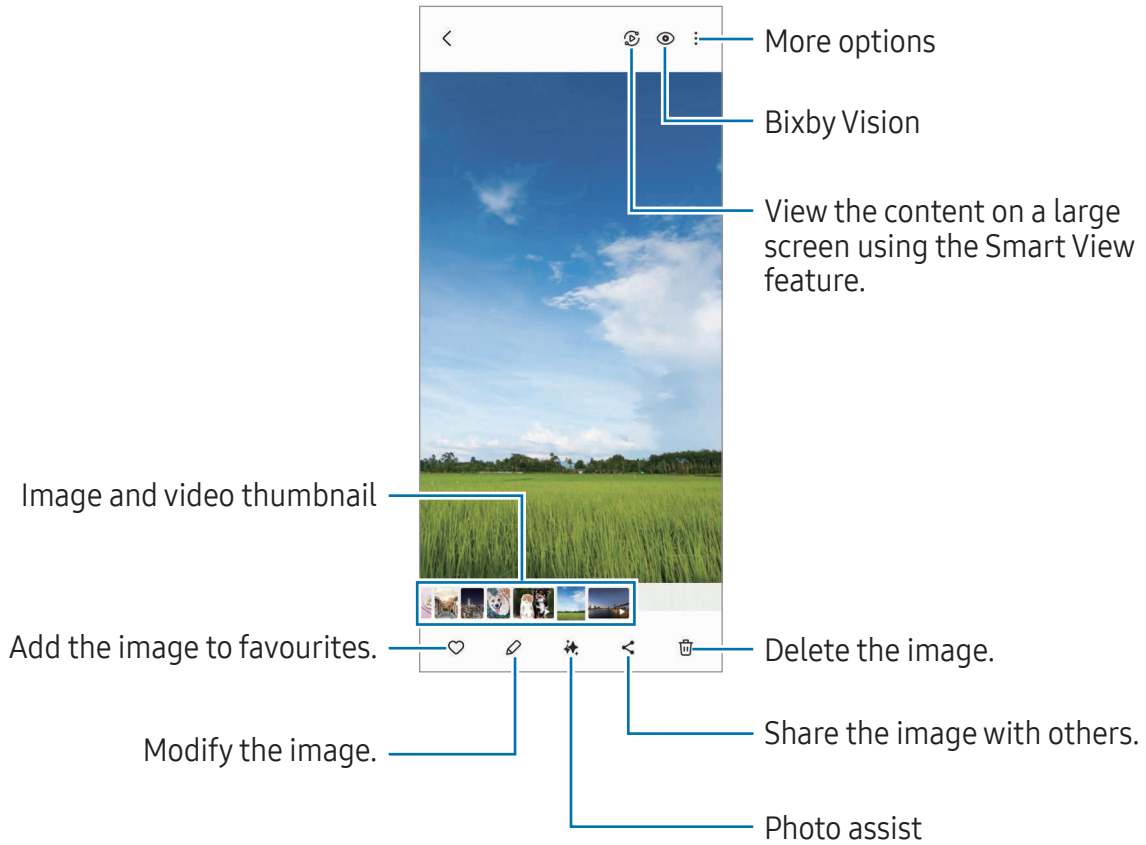 More options
Bixby Vision
View the content on a large
screen using the Smart View
feature.
Image and video thumbnail
Add the image to favourites.
Delete the image.
Modify the image.
Share the image with others.
Photo assist